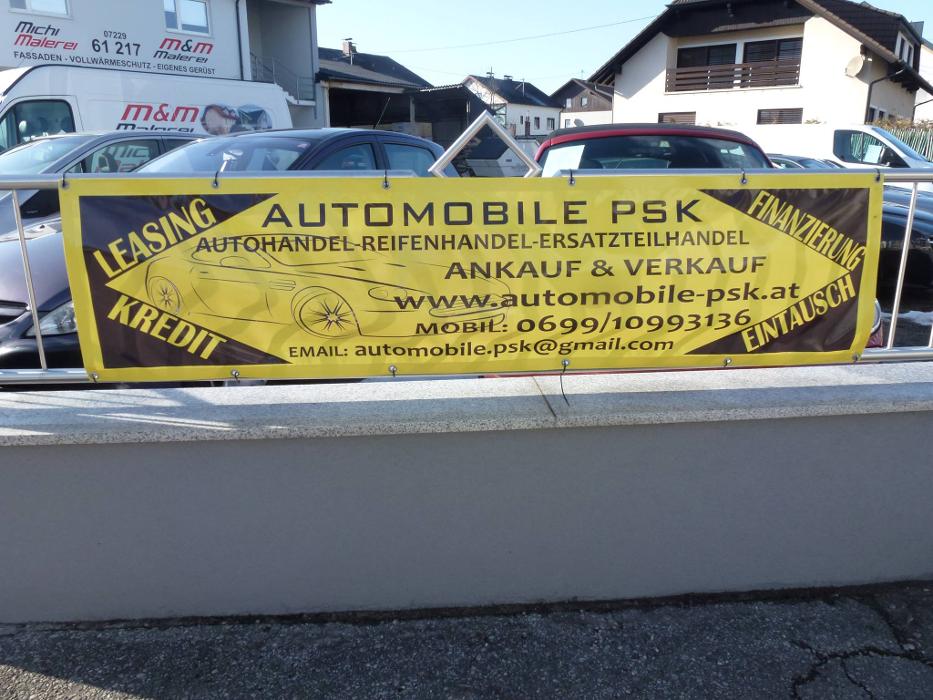 Michi
Malerei
07229
61 217
m&m
Malerei
FASSADEN - VOLLWÄRMESCHUTZ - EIGENES GERÜST
m&m
Malerei
LEASING
KREDIT
AUTOMOBILE PSK
AUTOHANDEL-REIFENHANDEL-ERSATZTEILHANDEL
ANKAUF & VERKAUF
www.automobile-psk.at
MOBIL: 0699/10993136
EMAIL: automobile.psk@gmail.com
FINANZIERUNG
EINTAUSCH